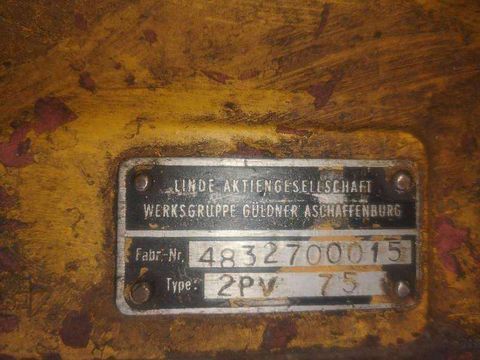 LINDE AKTIENGESELLSCHAFT
WERKSGRUPPE GÜLDNER ASCHAFFENBURG
Fabr.-Nr. 4832700015
Type: 2PV 75